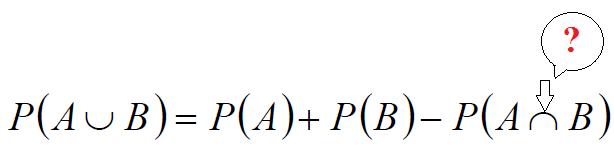 ?
P(A ∪ B) = P(A) + P(B) − P(A ∩ B)